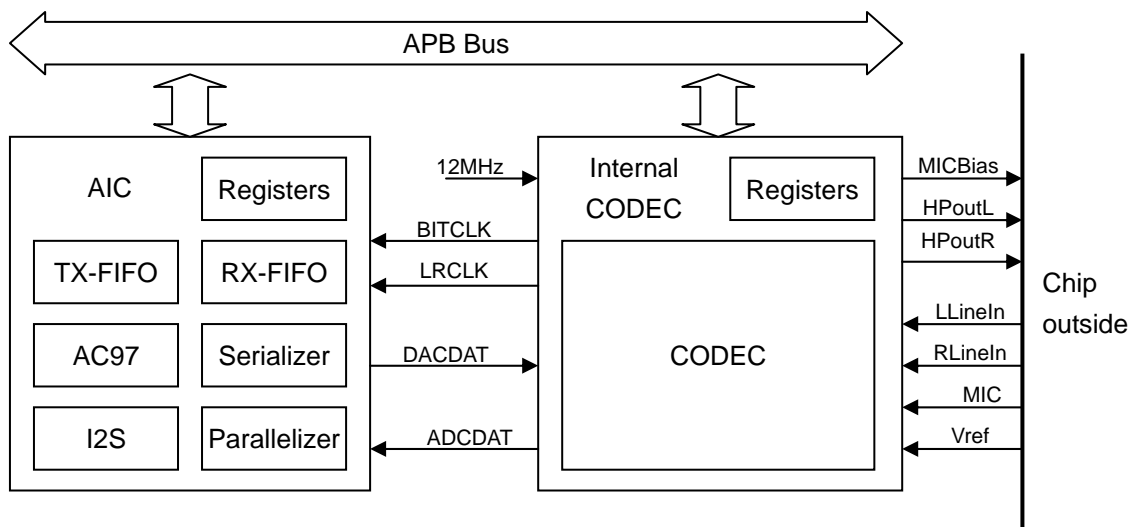 APB Bus
AIC
Registers
TX-FIFO
RX-FIFO
AC97
Serializer
I2S
Parallelizer
12MHz
BITCLK
LRCLK
DACDAT
ADCDAT
Internal
CODEC
Registers
CODEC
MICBias
HPoutL
HPoutR
LLineIn
RLineIn
MIC
Vref
Chip
outside